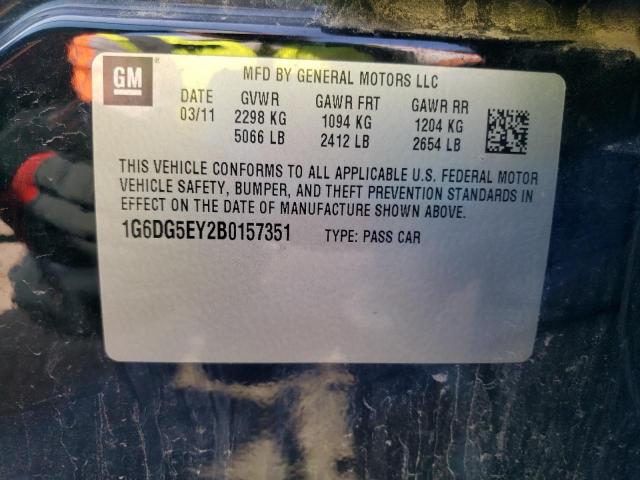 GM ®
MFD BY GENERAL MOTORS LLC
DATE GVWR GAWR FRT GAWR RR
03/11 2298 KG 1094 KG 1204 KG
5066 LB 2412 LB 2654 LB
THIS VEHICLE CONFORMS TO ALL APPLICABLE U.S. FEDERAL MOTOR
VEHICLE SAFETY, BUMPER, AND THEFT PREVENTION STANDARDS IN
EFFECT ON THE DATE OF MANUFACTURE SHOWN ABOVE.
1G6DG5EY2B0157351 TYPE: PASS CAR